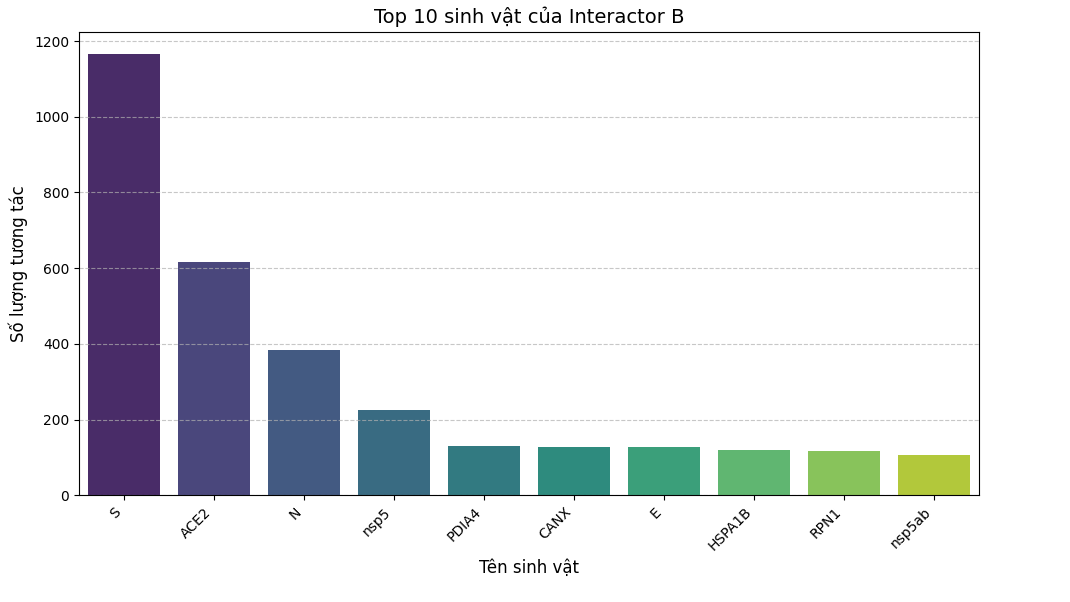 Top 10 sinh vật của Interactor B
Số lượng tương tác
1200
1000
800
600
400
200
0
S
ACE2
N
nsp5
PDIA4
CANX
E
HSPA1B
RPN1
nsp5ab
Tên sinh vật